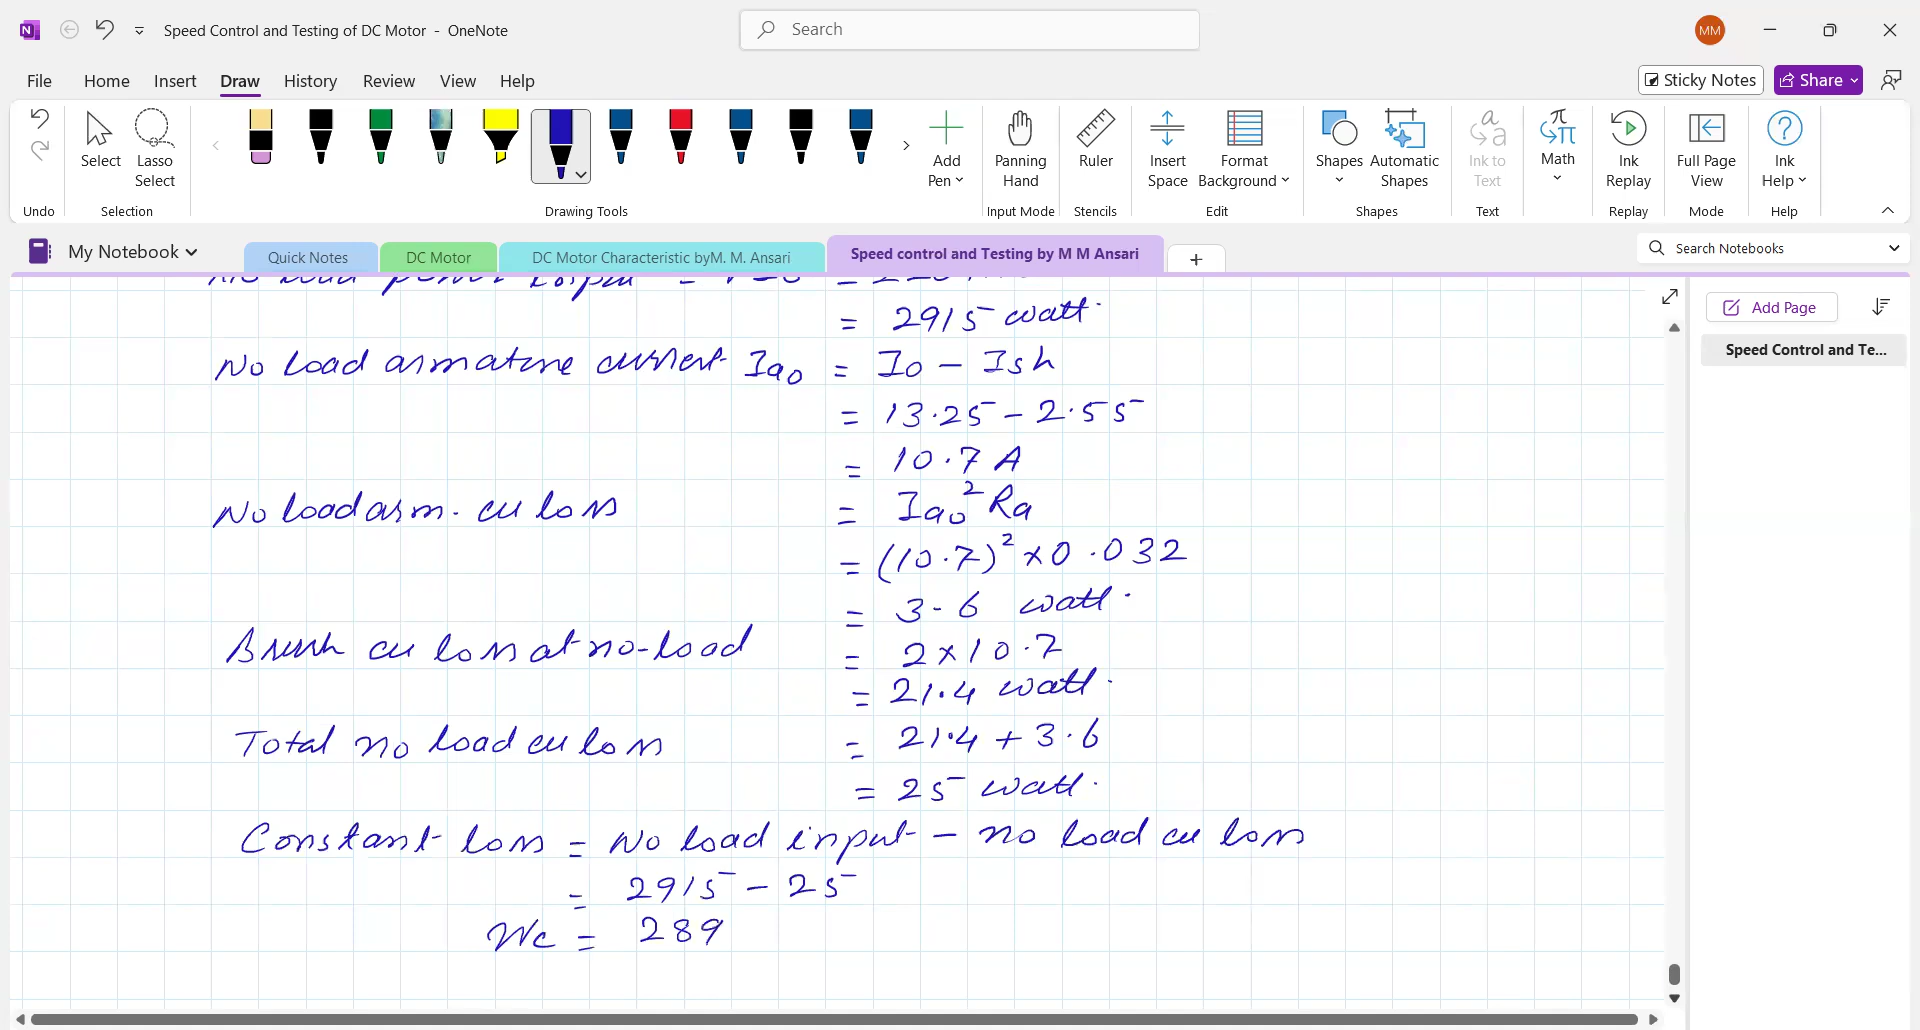 Speed Control and Testing of DC Motor - OneNote
Search
MM
File Home Insert Draw History Review View Help
Sticky Notes Share
Select Lasso Select
Add Pen Panning Hand Ruler Insert Space Format Background Shapes Automatic Shapes Ink to Text Math Ink Replay Full Page View Ink Help
Undo Selection Drawing Tools Input Mode Stencils Edit Shapes Text Replay Mode Help
My Notebook Quick Notes DC Motor DC Motor Characteristic byM. M. Ansari Speed control and Testing by M M Ansari + Search Notebooks
Add Page
Speed Control and Te...
= 2915 watt.
No load armature current Iao = Io - Ish
= 13.25 - 2.55
= 10.7 A
No load arm. cu loss = Iao² Ra
= (10.7)² × 0.032
= 3.6 watt.
Brush cu loss at no-load = 2 × 10.7
= 21.4 watt.
Total no load cu loss = 21.4 + 3.6
= 25 watt.
Constant loss = No load input - no load cu loss
= 2915 - 25
Wc = 289